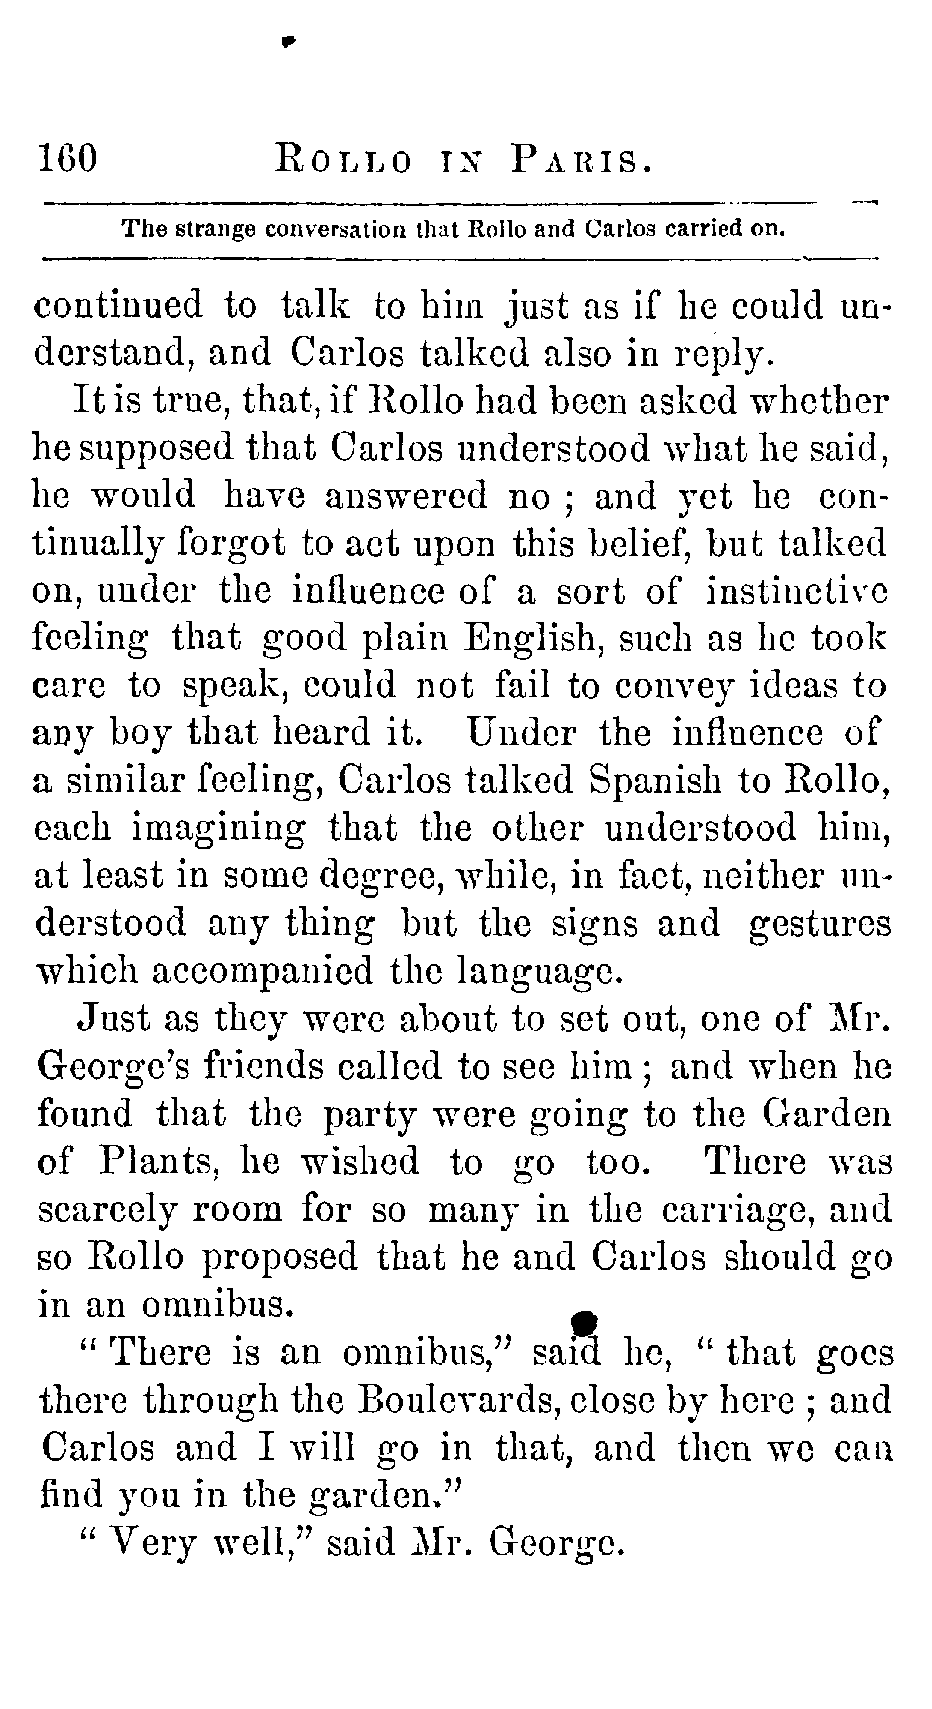 160 ROLLO IN PARIS.
The strange conversation that Rollo and Carlos carried on.
continued to talk to him just as if he could un-
derstand, and Carlos talked also in reply.
It is true, that, if Rollo had been asked whether
he supposed that Carlos understood what he said,
he would have answered no ; and yet he con-
tinually forgot to act upon this belief, but talked
on, under the influence of a sort of instinctive
feeling that good plain English, such as he took
care to speak, could not fail to convey ideas to
any boy that heard it. Under the influence of
a similar feeling, Carlos talked Spanish to Rollo,
each imagining that the other understood him,
at least in some degree, while, in fact, neither un-
derstood any thing but the signs and gestures
which accompanied the language.
Just as they were about to set out, one of Mr.
George's friends called to see him ; and when he
found that the party were going to the Garden
of Plants, he wished to go too. There was
scarcely room for so many in the carriage, and
so Rollo proposed that he and Carlos should go
in an omnibus.
" There is an omnibus," said he, " that goes
there through the Boulevards, close by here ; and
Carlos and I will go in that, and then we can
find you in the garden."
" Very well," said Mr. George.